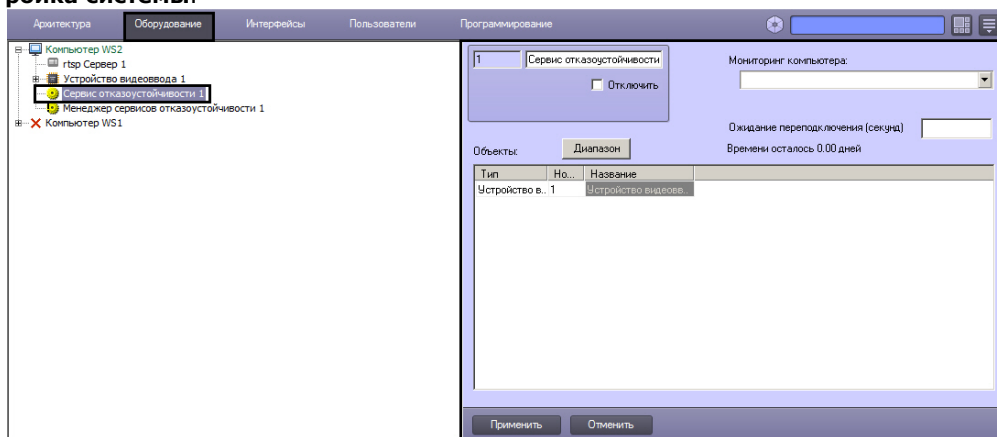 ройка системы.
Архитектура Оборудование Интерфейсы Пользователи Программирование
Компьютер WS2
rtsp Сервер 1
Устройство видеоввода 1
Сервис отказоустойчивости 1
Менеджер сервисов отказоустойчивости 1
Компьютер WS1
1 Сервис отказоустойчивости
Отключить
Мониторинг компьютера:
Ожидание переподключения (секунд)
Времени осталось 0.00 дней
Объекты: Диапазон
Тип Но... Название
Устройство в.. 1 Устройство видеовв..
Применить Отменить